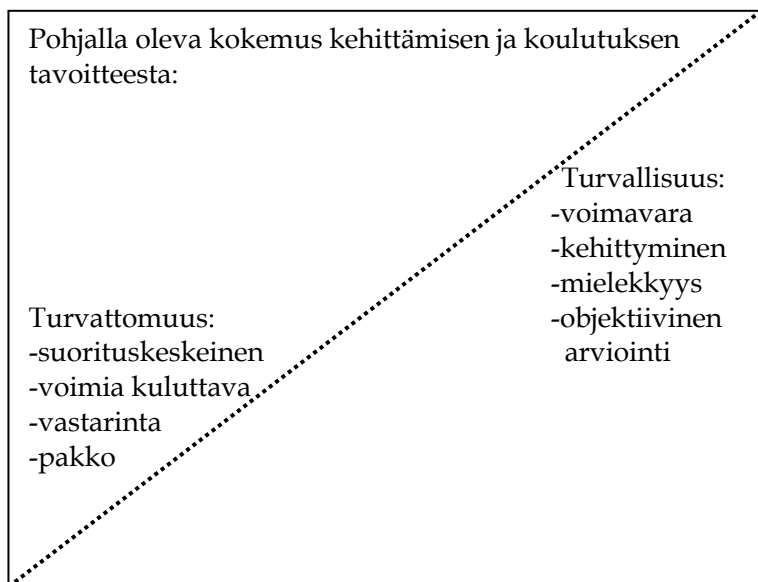 Pohjalla oleva kokemus kehittämisen ja koulutuksen
tavoitteesta:
Turvallisuus:
-voimavara
-kehittyminen
-mielekkyys
-objektiivinen
arviointi
Turvattomuus:
-suorituskeskeinen
-voimia kuluttava
-vastarinta
-pakko